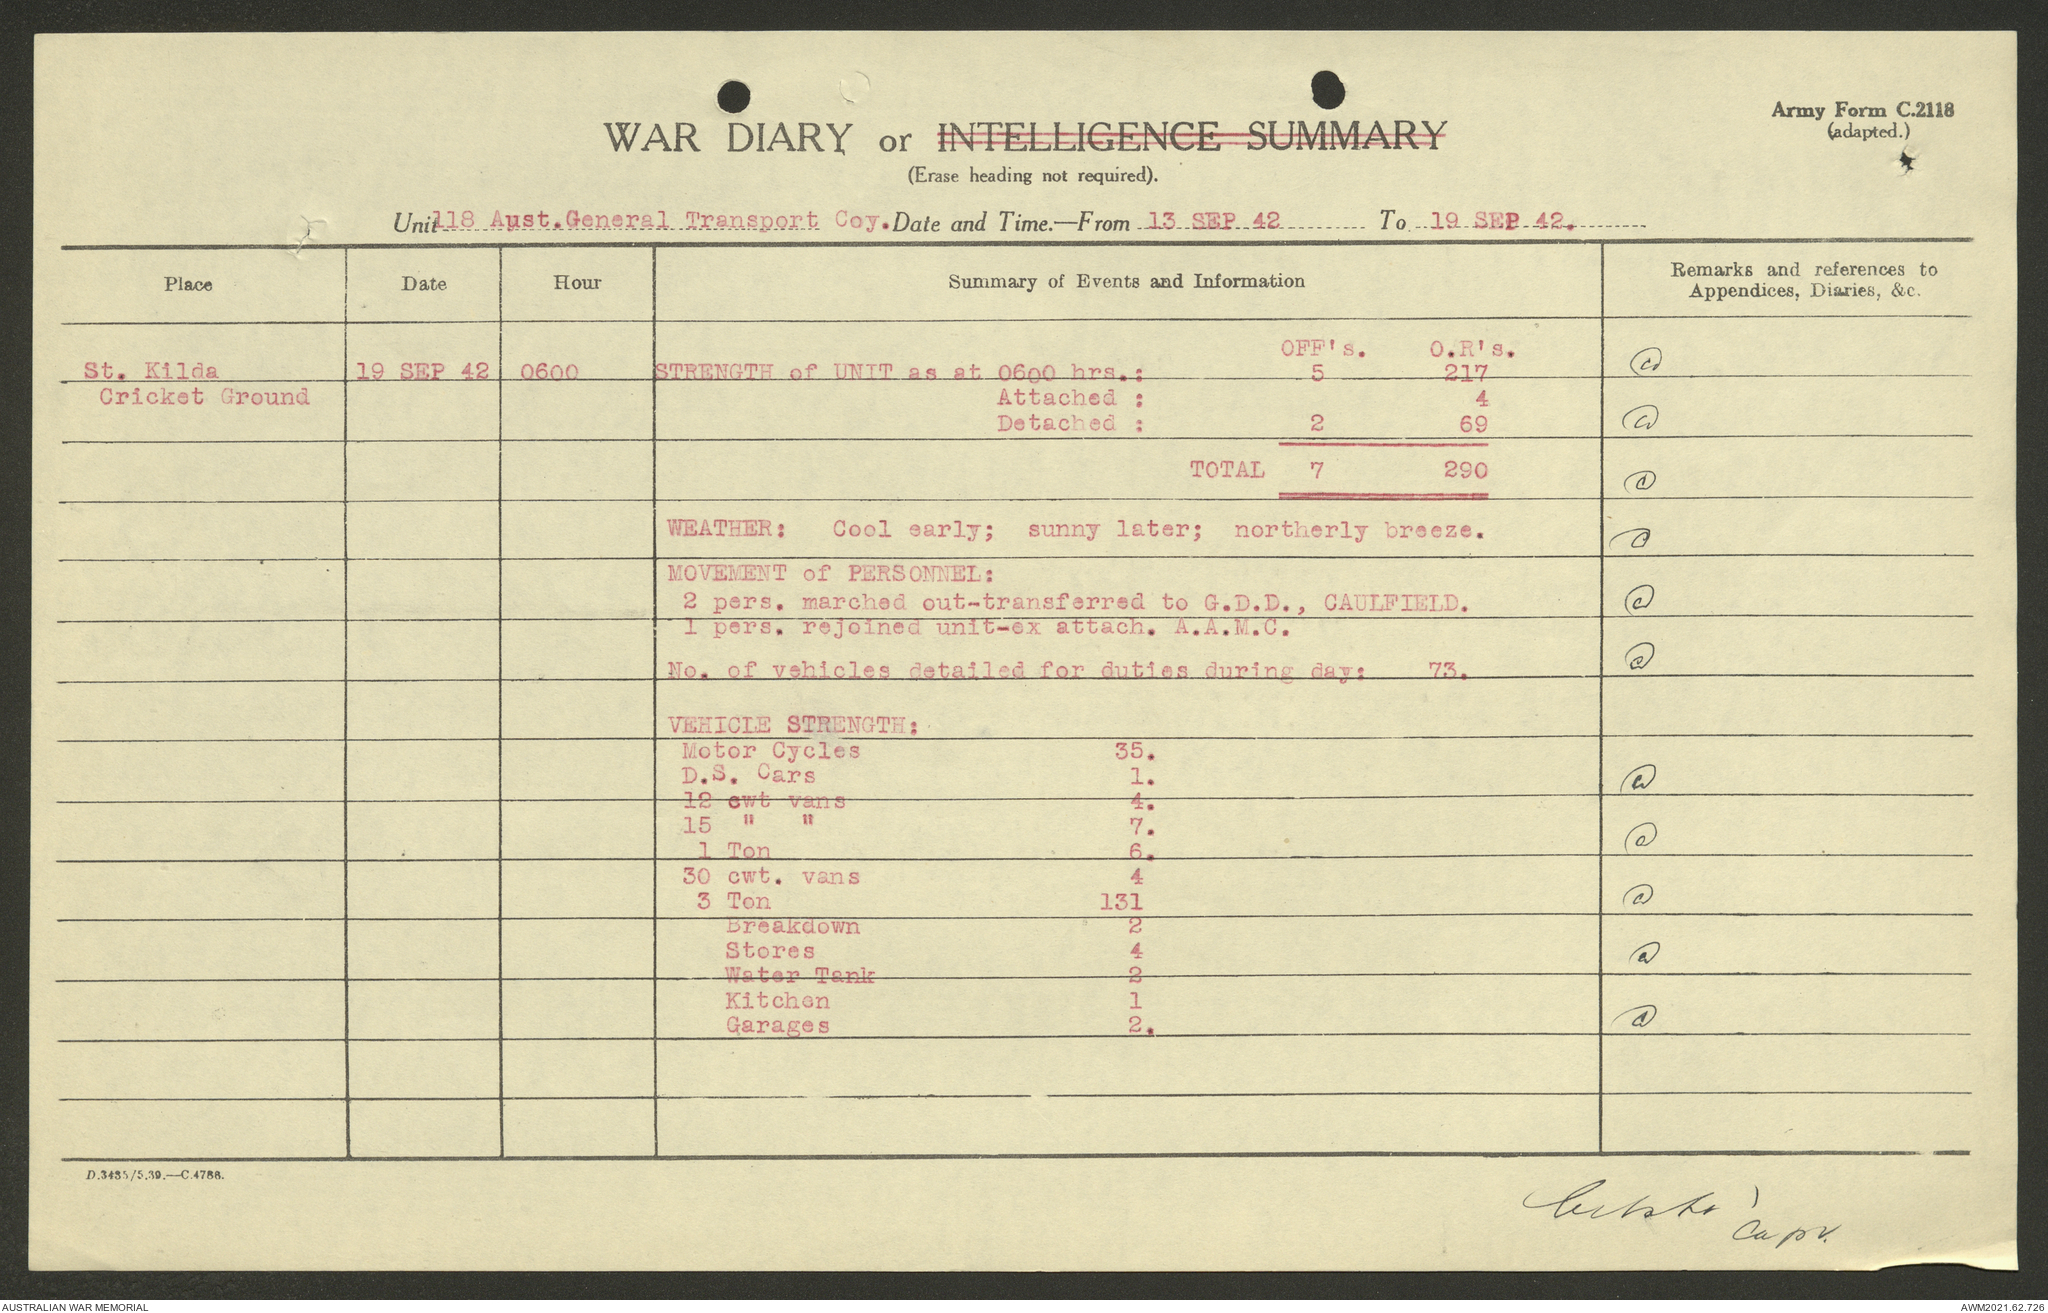 Army Form C.2118
(adapted.)
WAR DIARY or INTELLIGENCE SUMMARY
(Erase heading not required).
Unit 118 Aust.General Transport Coy. Date and Time.—From 13 SEP 42 To 19 SEP 42.
Place Date Hour Summary of Events and Information Remarks and references to
Appendices, Diaries, &c.
OFF's. O.R's.
St. Kilda 19 SEP 42 0600 STRENGTH of UNIT as at 0600 hrs.: 5 217
Cricket Ground Attached : 4
Detached : 2 69
TOTAL 7 290
WEATHER: Cool early; sunny later; northerly breeze.
MOVEMENT of PERSONNEL:
2 pers. marched out-transferred to G.D.D., CAULFIELD.
1 pers. rejoined unit-ex attach. A.A.M.C.
No. of vehicles detailed for duties during day: 73.
VEHICLE STRENGTH:
Motor Cycles 35.
D.S. Cars 1.
12 cwt vans 4.
15 " " 7.
1 Ton 6.
30 cwt. vans 4
3 Ton 131
Breakdown 2
Stores 4
Water Tank 2
Kitchen 1
Garages 2.
D.3435/5.39.—C.4788.
Capt.
AUSTRALIAN WAR MEMORIAL AWM2021.62.726